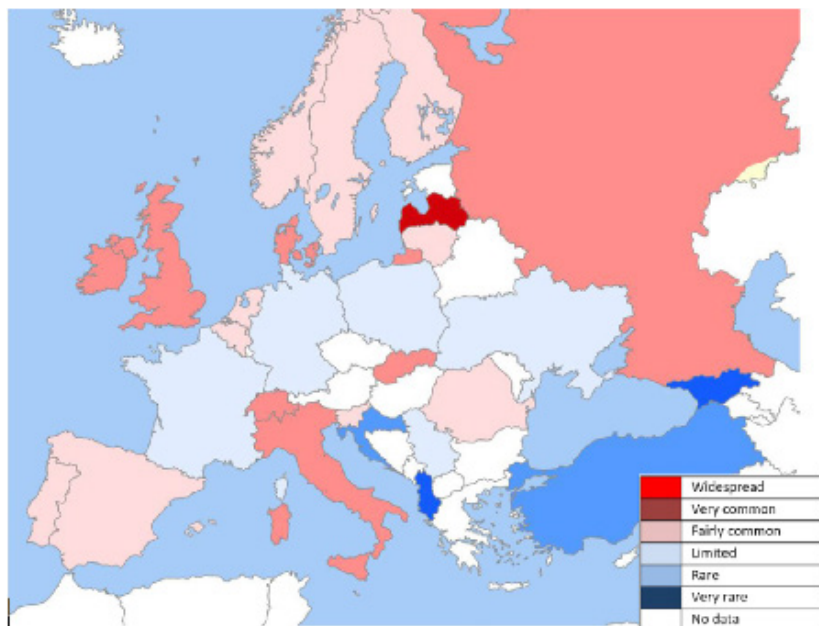 Widespread
Very common
Fairly common
Limited
Rare
Very rare
No data